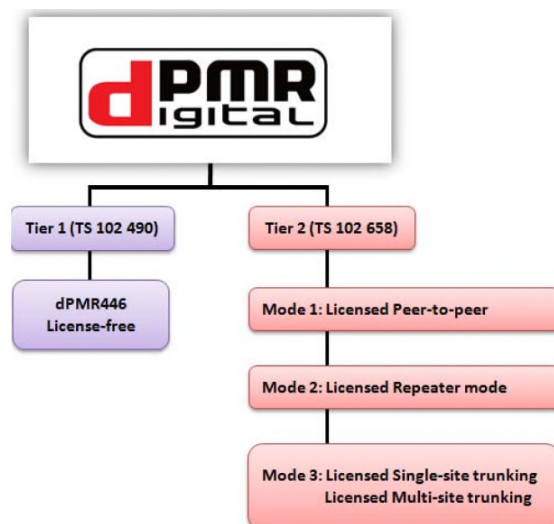 dPMR
digital
Tier 1 (TS 102 490)
Tier 2 (TS 102 658)
dPMR446
License-free
Mode 1: Licensed Peer-to-peer
Mode 2: Licensed Repeater mode
Mode 3: Licensed Single-site trunking
Licensed Multi-site trunking